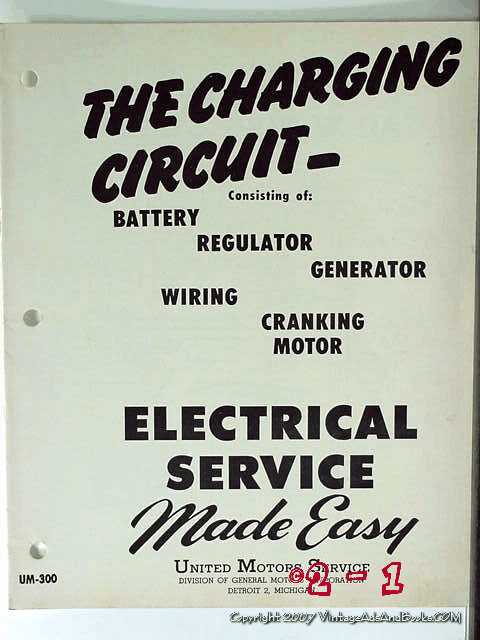 THE CHARGING
CIRCUIT–
Consisting of:
BATTERY
REGULATOR
GENERATOR
WIRING
CRANKING
MOTOR
ELECTRICAL
SERVICE
Made Easy
UNITED MOTORS SERVICE
DIVISION OF GENERAL MOTORS CORPORATION
DETROIT 2, MICHIGAN
©2-1
UM-300
Copyright 2007 VintageAdsAndBooks.COM